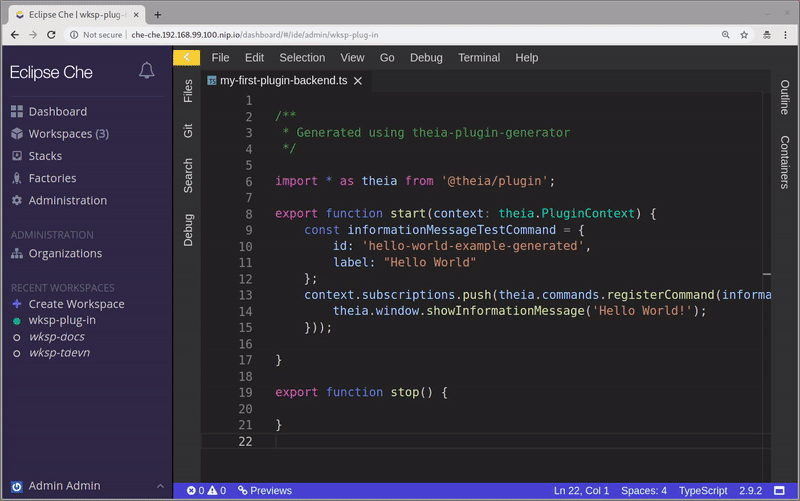 Eclipse Che | wksp-plug-in
Not secure | che-che.192.168.99.100.nip.io/dashboard/#/ide/admin/wksp-plug-in
Eclipse Che
Dashboard
Workspaces (3)
Stacks
Factories
Administration
ADMINISTRATION
Organizations
RECENT WORKSPACES
Create Workspace
wksp-plug-in
wksp-docs
wksp-taevn
Admin Admin
File Edit Selection View Go Debug Terminal Help
Files
Git
Search
Debug
my-first-plugin-backend.ts
1
2 /**
3 * Generated using theia-plugin-generator
4 */
5
6 import * as theia from '@theia/plugin';
7
8 export function start(context: theia.PluginContext) {
9 const informationMessageTestCommand = {
10 id: 'hello-world-example-generated',
11 label: "Hello World"
12 };
13 context.subscriptions.push(theia.commands.registerCommand(informa
14 theia.window.showInformationMessage('Hello World!');
15 }));
16
17 }
18
19 export function stop() {
20
21 }
22
Outline
Containers
0 0 Previews
Ln 22, Col 1 Spaces: 4 TypeScript 2.9.2